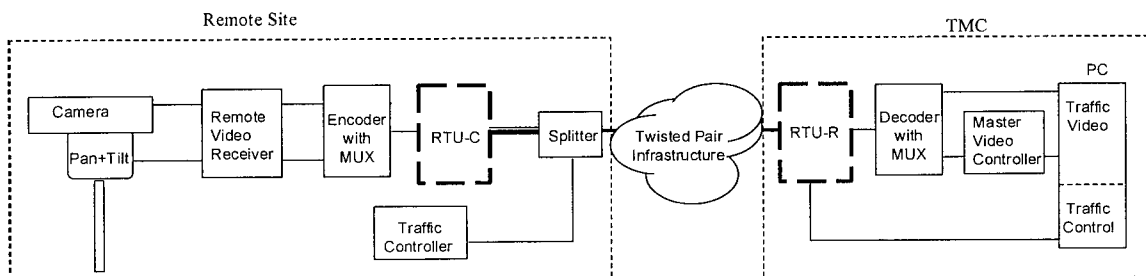 Remote Site
TMC
Camera
Pan+Tilt
Remote
Video
Receiver
Encoder
with
MUX
RTU-C
Splitter
Traffic
Controller
Twisted Pair
Infrastructure
RTU-R
Decoder
with
MUX
Master
Video
Controller
PC
Traffic
Video
Traffic
Control